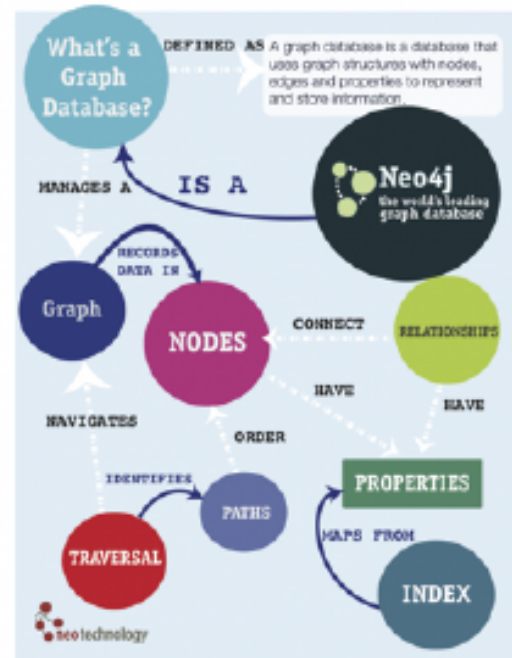 What's a
Graph
Database?
DEFINED AS
A graph database is a database that
uses graph structures with nodes,
edges and properties to represent
and store information.
Neo4j
the world's leading
graph database
IS A
MANAGES A
RECORDS
DATA IN
Graph
NODES
CONNECT
RELATIONSHIPS
HAVE
HAVE
NAVIGATES
ORDER
IDENTIFIES
PATHS
PROPERTIES
TRAVERSAL
MAPS FROM
INDEX
neotechnology